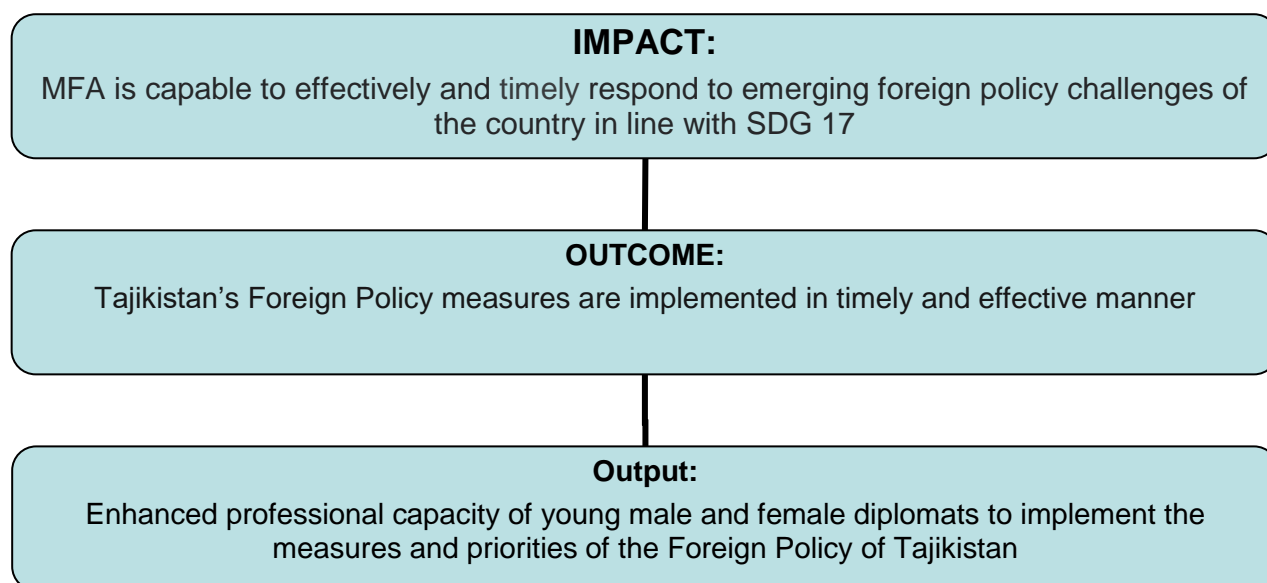 IMPACT:
MFA is capable to effectively and timely respond to emerging foreign policy challenges of
the country in line with SDG 17
OUTCOME:
Tajikistan’s Foreign Policy measures are implemented in timely and effective manner
Output:
Enhanced professional capacity of young male and female diplomats to implement the
measures and priorities of the Foreign Policy of Tajikistan